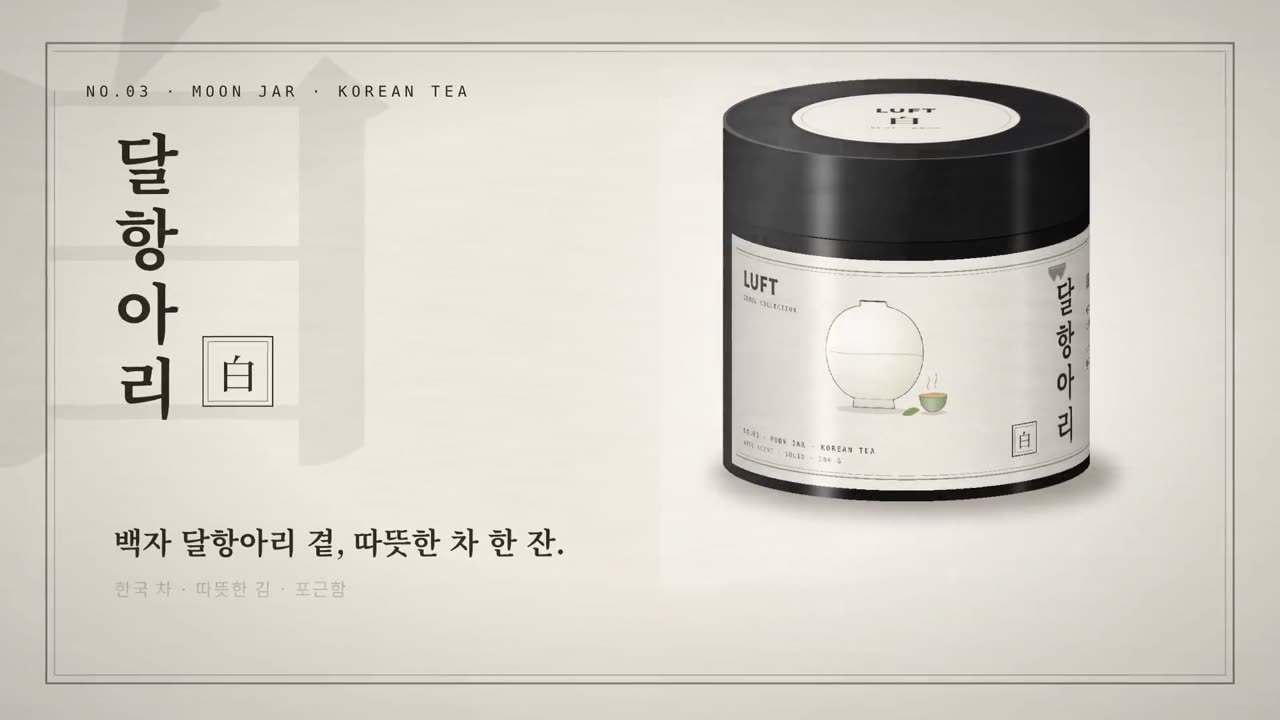 NO.03 · MOON JAR · KOREAN TEA
달항아리
白
백자 달항아리 곁, 따뜻한 차 한 잔.
한국 차 · 따뜻한 김 · 포근함
LUFT
白
LUFT
SEOUL COLLECTION
달항아리
白
NO.03 · MOON JAR · KOREAN TEA